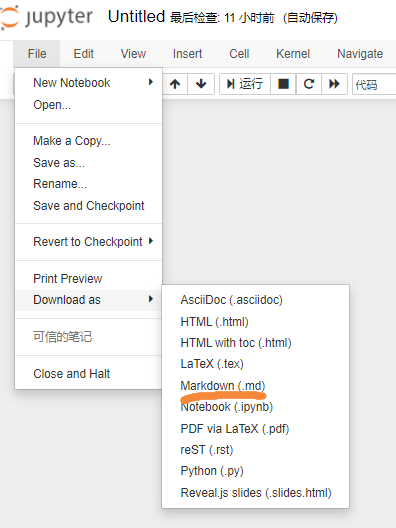 jupyter Untitled 最后检查: 11 小时前 (自动保存)
File Edit View Insert Cell Kernel Navigate
运行 代码
New Notebook
Open...
Make a Copy...
Save as...
Rename...
Save and Checkpoint
Revert to Checkpoint
Print Preview
Download as
AsciiDoc (.asciidoc)
HTML (.html)
可信的笔记
HTML with toc (.html)
LaTeX (.tex)
Close and Halt
Markdown (.md)
Notebook (.ipynb)
PDF via LaTeX (.pdf)
reST (.rst)
Python (.py)
Reveal.js slides (.slides.html)